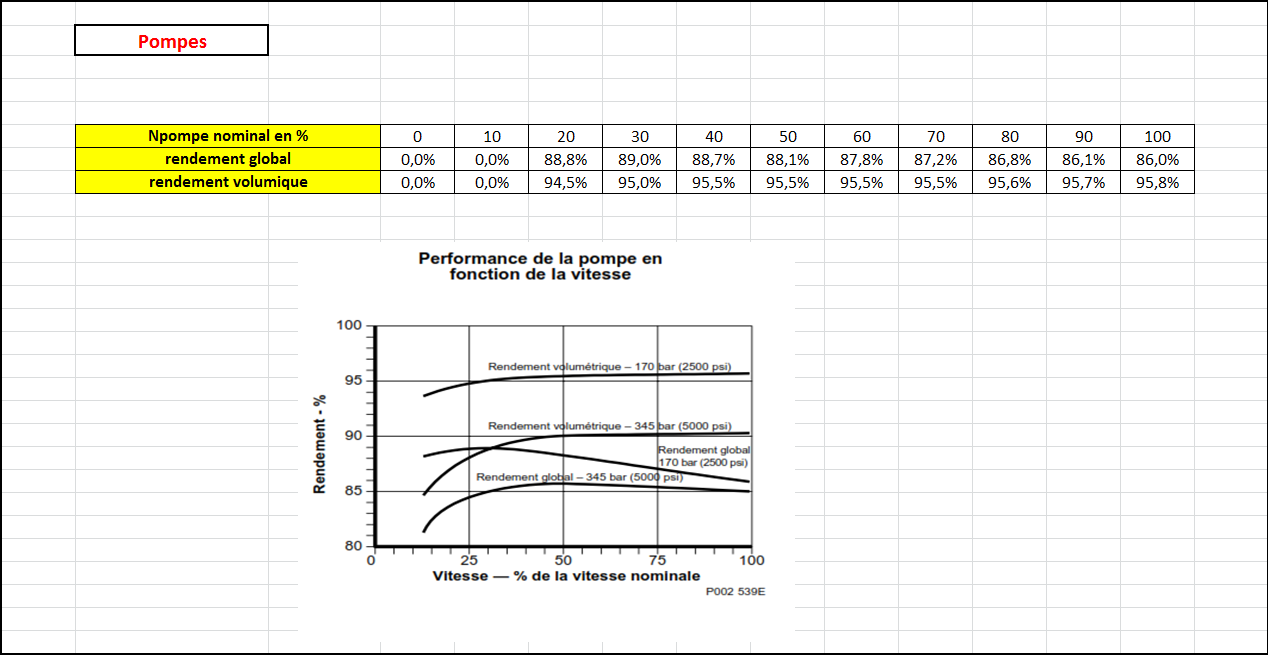 Pompes
Npompe nominal en % 0 10 20 30 40 50 60 70 80 90 100
rendement global 0,0% 0,0% 88,8% 89,0% 88,7% 88,1% 87,8% 87,2% 86,8% 86,1% 86,0%
rendement volumique 0,0% 0,0% 94,5% 95,0% 95,5% 95,5% 95,5% 95,5% 95,6% 95,7% 95,8%
Performance de la pompe en
fonction de la vitesse
100
Rendement volumétrique – 170 bar (2500 psi)
95
Rendement volumétrique – 345 bar (5000 psi)
90
Rendement global
170 bar (2500 psi)
Rendement global – 345 bar (5000 psi)
85
80
Rendement - %
0 25 50 75 100
Vitesse — % de la vitesse nominale
P002 539E